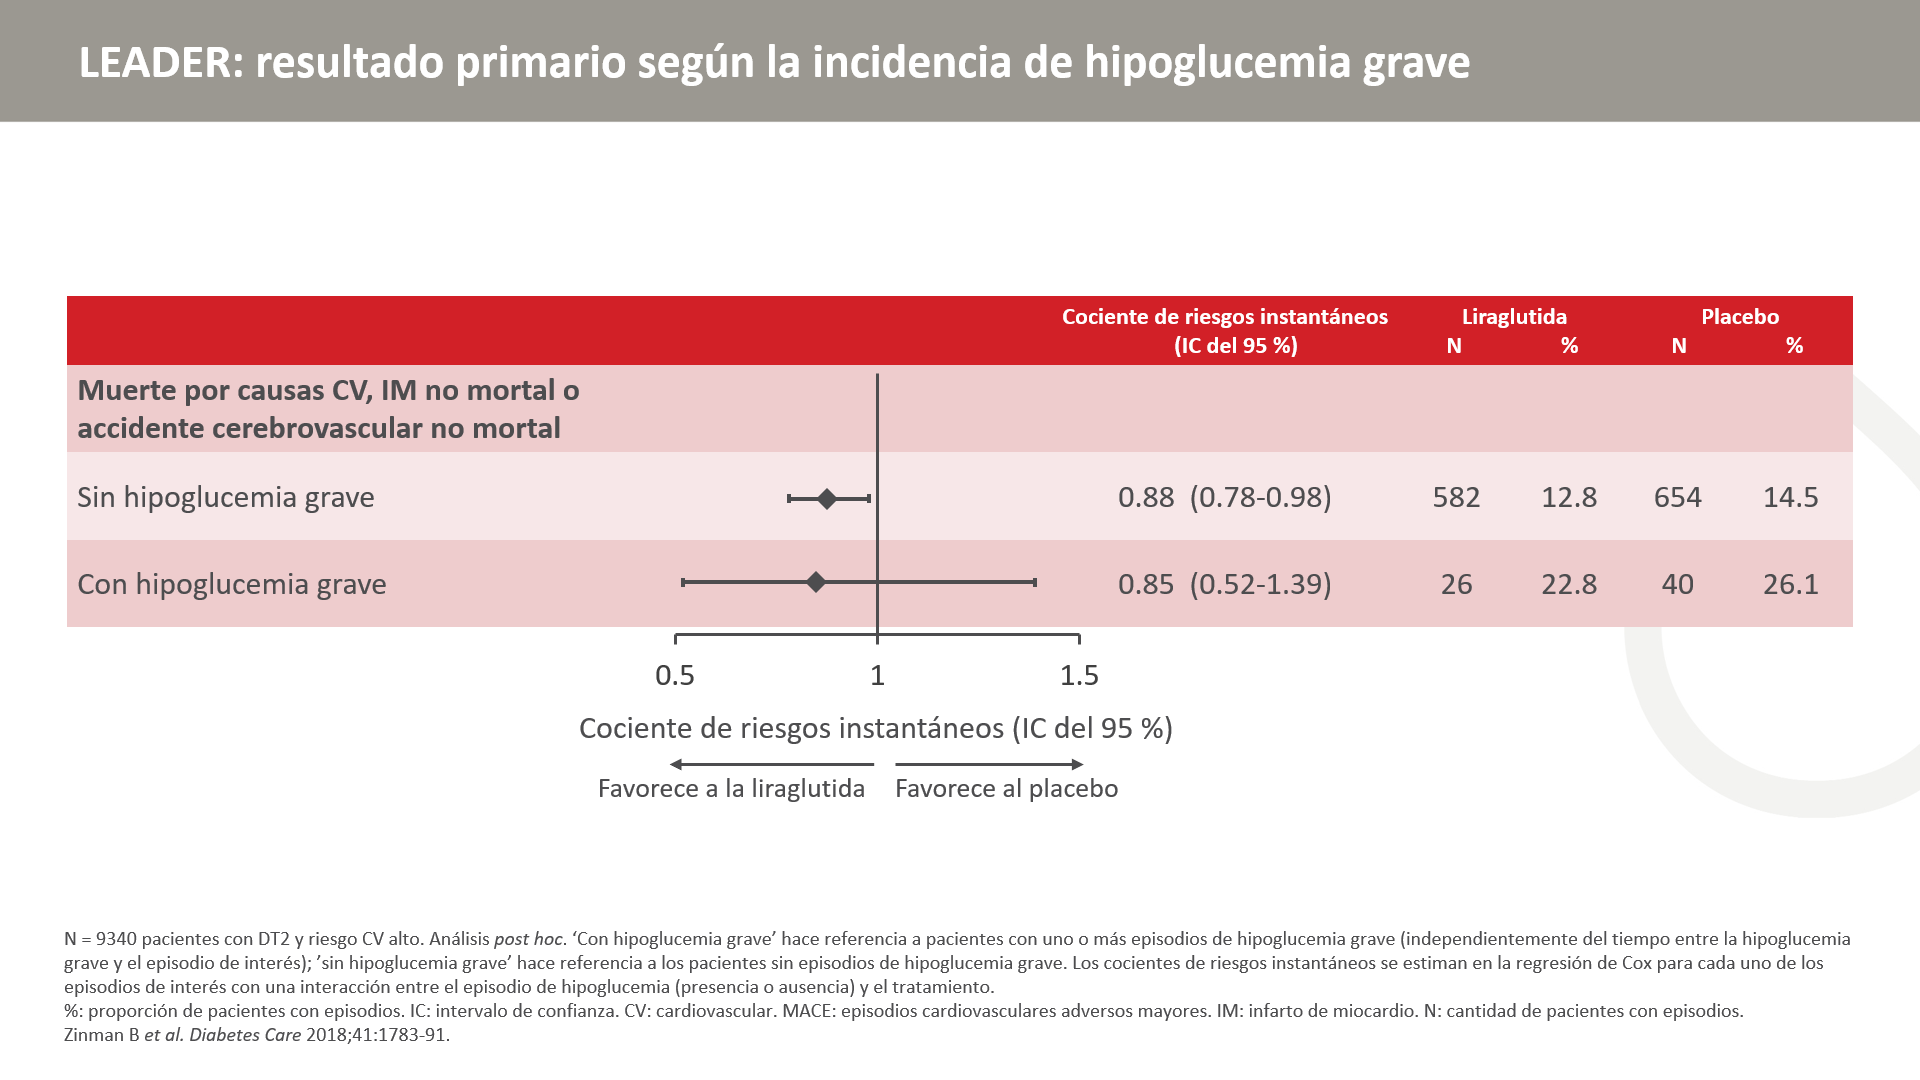 LEADER: resultado primario según la incidencia de hipoglucemia grave
Cociente de riesgos instantáneos Liraglutida Placebo
(IC del 95 %) N % N %
Muerte por causas CV, IM no mortal o
accidente cerebrovascular no mortal
Sin hipoglucemia grave 0.88 (0.78-0.98) 582 12.8 654 14.5
Con hipoglucemia grave 0.85 (0.52-1.39) 26 22.8 40 26.1
0.5 1 1.5
Cociente de riesgos instantáneos (IC del 95 %)
Favorece a la liraglutida Favorece al placebo
N = 9340 pacientes con DT2 y riesgo CV alto. Análisis post hoc. ‘Con hipoglucemia grave’ hace referencia a pacientes con uno o más episodios de hipoglucemia grave (independientemente del tiempo entre la hipoglucemia
grave y el episodio de interés); ’sin hipoglucemia grave’ hace referencia a los pacientes sin episodios de hipoglucemia grave. Los cocientes de riesgos instantáneos se estiman en la regresión de Cox para cada uno de los
episodios de interés con una interacción entre el episodio de hipoglucemia (presencia o ausencia) y el tratamiento.
%: proporción de pacientes con episodios. IC: intervalo de confianza. CV: cardiovascular. MACE: episodios cardiovasculares adversos mayores. IM: infarto de miocardio. N: cantidad de pacientes con episodios.
Zinman B et al. Diabetes Care 2018;41:1783-91.